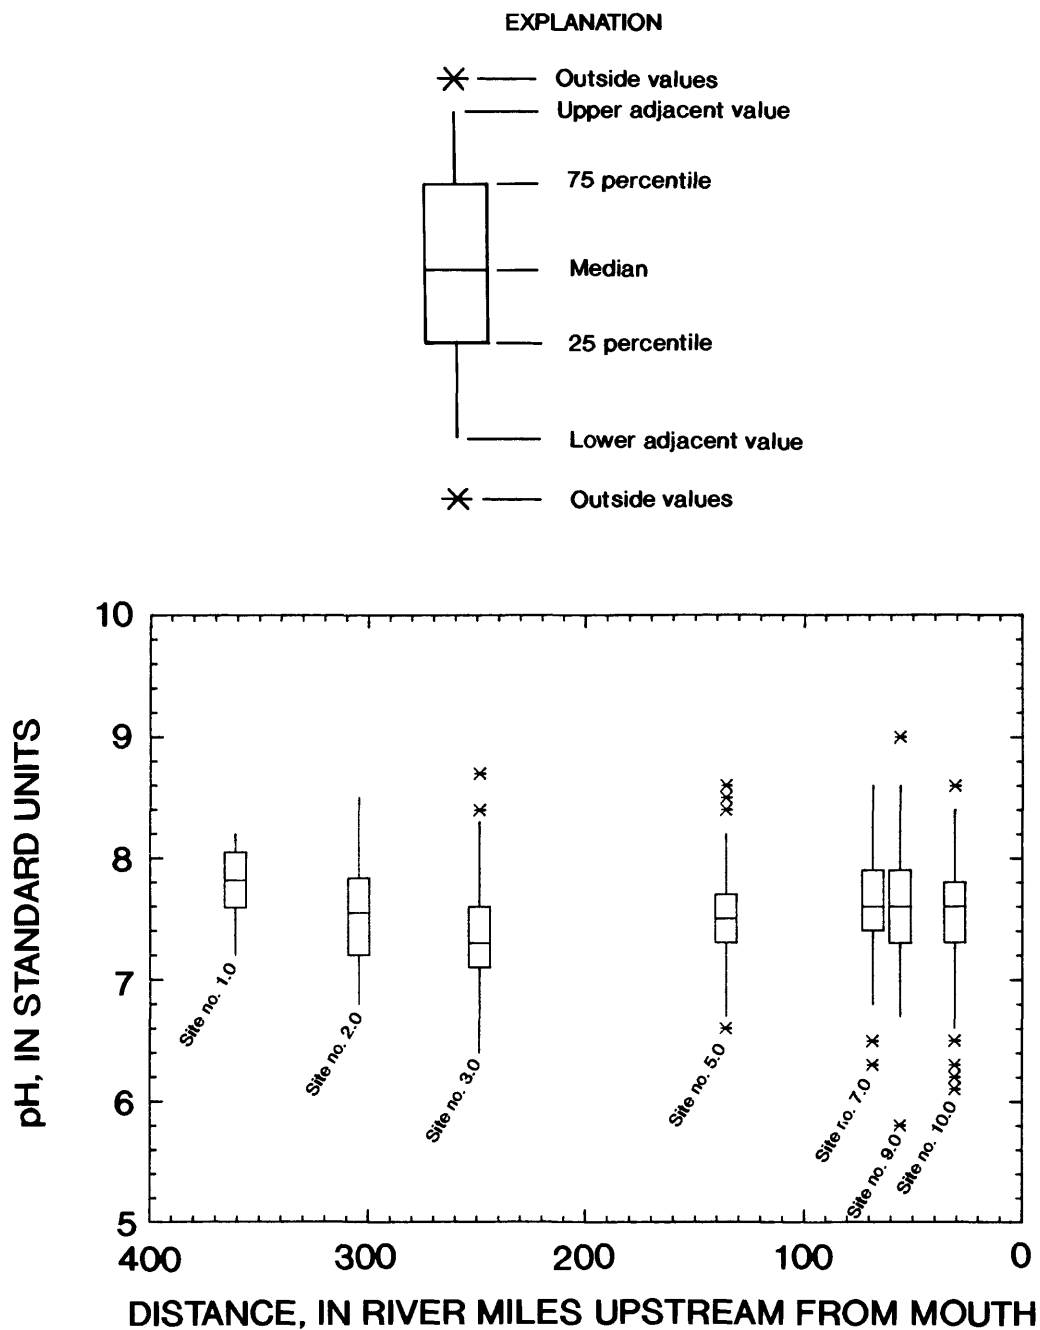 EXPLANATION
Outside values
Upper adjacent value
75 percentile
Median
25 percentile
Lower adjacent value
Outside values
10
9
8
7
6
5
pH, IN STANDARD UNITS
Site no. 1.0
Site no. 2.0
Site no. 3.0
Site no. 5.0
Site no. 7.0
Site no. 9.0
Site no. 10.0
400 300 200 100 0
DISTANCE, IN RIVER MILES UPSTREAM FROM MOUTH